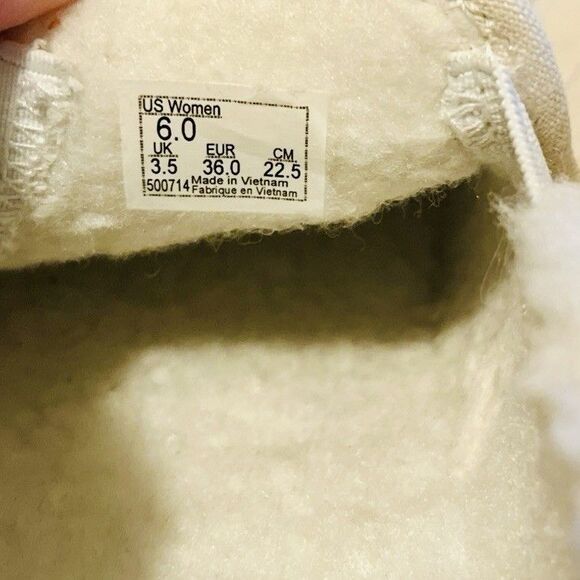 US Women
6.0
UK EUR CM
3.5 36.0 22.5
500714 Made in Vietnam
Fabrique en Vietnam